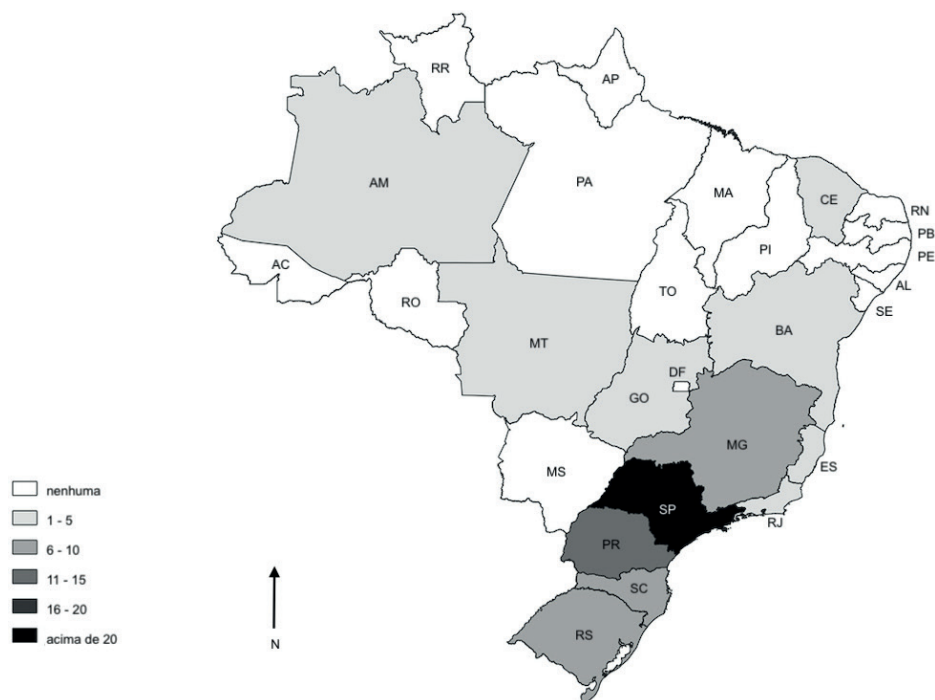 RR
AP
AM
PA
MA
CE
RN
PB
PE
PI
AC
AL
TO
RO
SE
BA
MT
DF
GO
MG
ES
MS
nenhuma
1 - 5
SP
RJ
6 - 10
PR
11 - 15
SC
16 - 20
RS
acima de 20
N